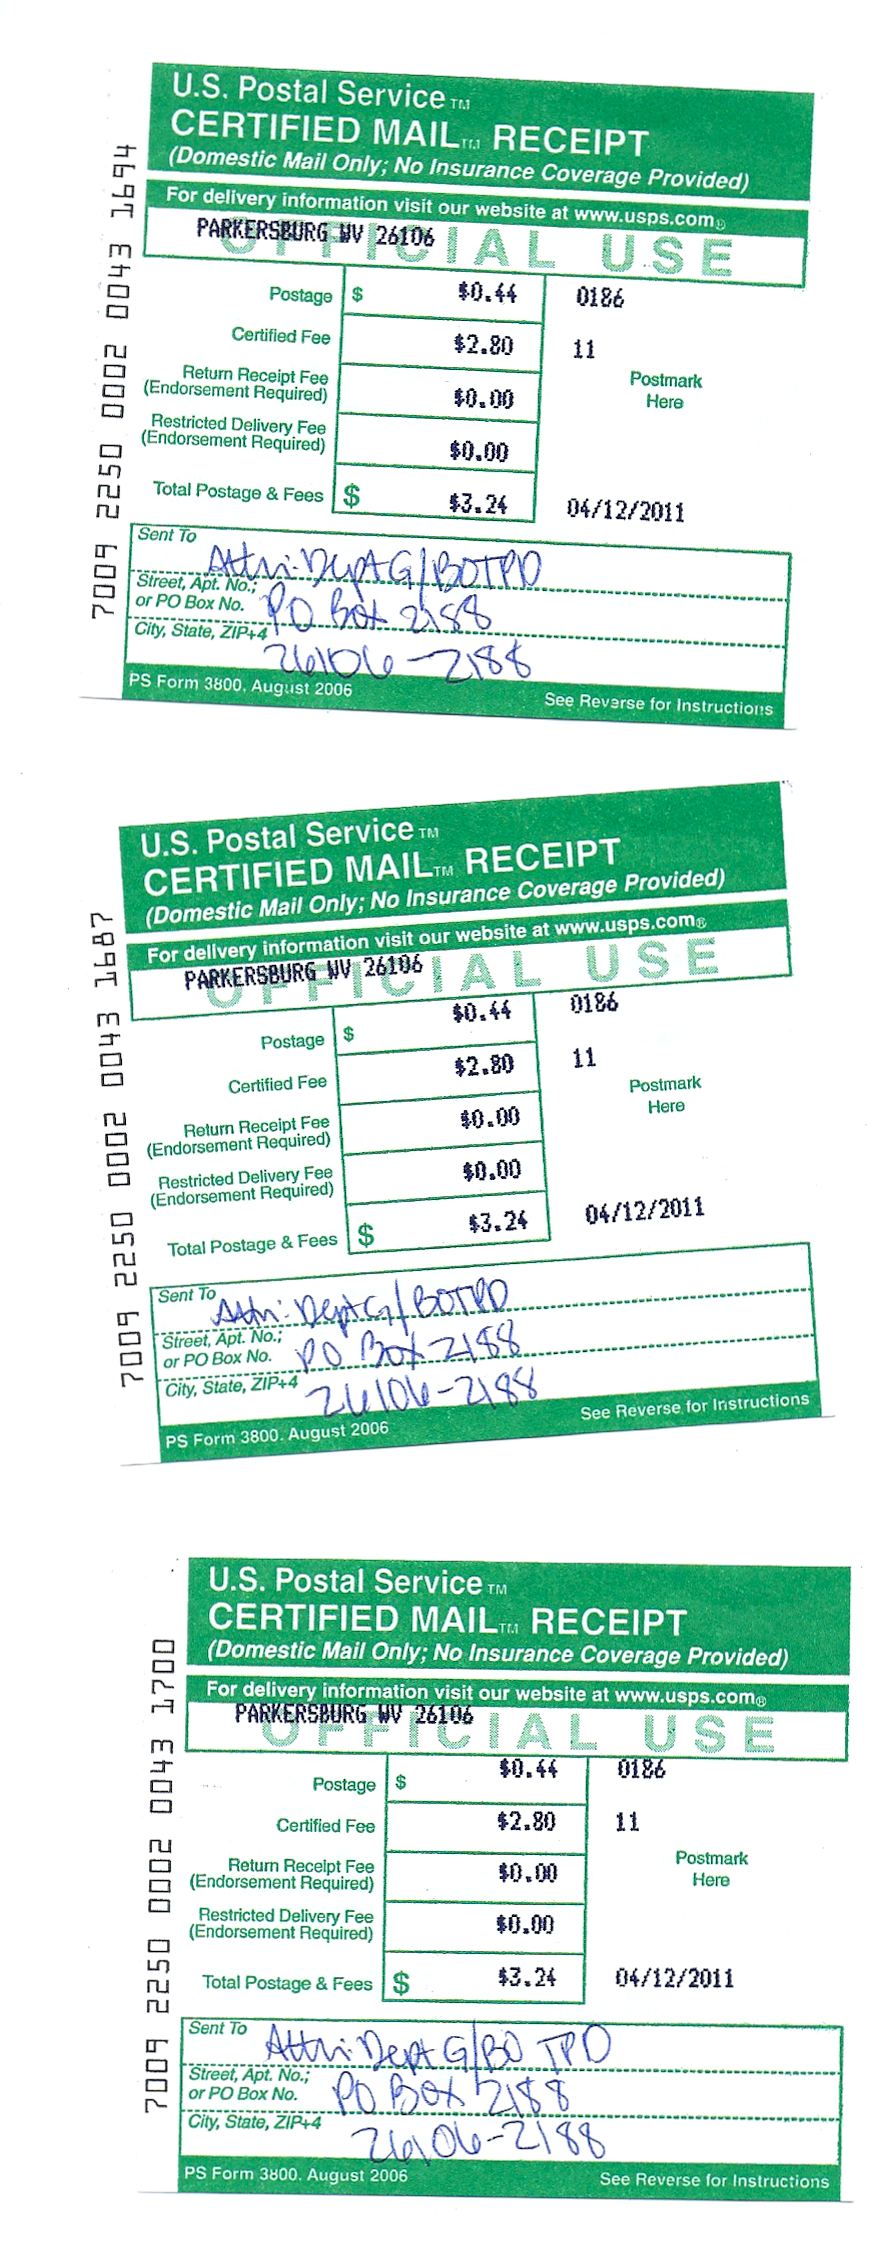 U.S. Postal Service TM
CERTIFIED MAIL TM RECEIPT
(Domestic Mail Only; No Insurance Coverage Provided)
For delivery information visit our website at www.usps.com®
PARKERSBURG WV 26106
OFFICIAL USE
Postage $ $0.44 0186
Certified Fee $2.80 11
Return Receipt Fee (Endorsement Required) $0.00
Postmark Here
Restricted Delivery Fee (Endorsement Required) $0.00
Total Postage & Fees $ $3.24 04/12/2011
Sent To Attn: Dept G/BOTPD
Street, Apt. No.; or PO Box No. PO Box 2188
City, State, ZIP+4 26106-2188
PS Form 3800, August 2006 See Reverse for Instructions
7009 2250 0002 0043 1694
U.S. Postal Service TM
CERTIFIED MAIL TM RECEIPT
(Domestic Mail Only; No Insurance Coverage Provided)
For delivery information visit our website at www.usps.com®
PARKERSBURG WV 26106
OFFICIAL USE
Postage $ $0.44 0186
Certified Fee $2.80 11
Postmark Here
Return Receipt Fee (Endorsement Required) $0.00
Restricted Delivery Fee (Endorsement Required) $0.00
Total Postage & Fees $ $3.24 04/12/2011
Sent To Attn: Dept G/BOTPD
Street, Apt. No.; or PO Box No. PO Box 2188
City, State, ZIP+4 26106-2188
PS Form 3800, August 2006 See Reverse for Instructions
7009 2250 0002 0043 1687
U.S. Postal Service TM
CERTIFIED MAIL TM RECEIPT
(Domestic Mail Only; No Insurance Coverage Provided)
For delivery information visit our website at www.usps.com®
PARKERSBURG WV 26106
OFFICIAL USE
Postage $ $0.44 0186
Certified Fee $2.80 11
Postmark Here
Return Receipt Fee (Endorsement Required) $0.00
Restricted Delivery Fee (Endorsement Required) $0.00
Total Postage & Fees $ $3.24 04/12/2011
Sent To Attn: Dept G/BO TPD
Street, Apt. No.; or PO Box No. PO Box 2188
City, State, ZIP+4 26106-2188
PS Form 3800, August 2006 See Reverse for Instructions
7009 2250 0002 0043 1700